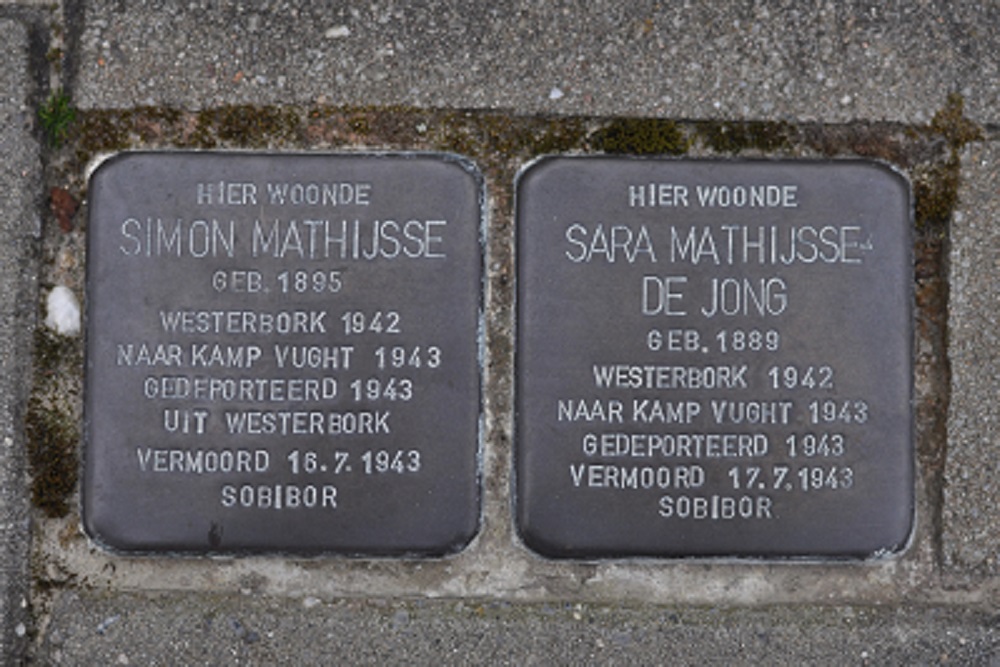 HIER WOONDE
SIMON MATHIJSSE
GEB. 1895
WESTERBORK 1942
NAAR KAMP VUGHT 1943
GEDEPORTEERD 1943
UIT WESTERBORK
VERMOORD 16.7.1943
SOBIBOR
HIER WOONDE
SARA MATHIJSSE-
DE JONG
GEB. 1889
WESTERBORK 1942
NAAR KAMP VUGHT 1943
GEDEPORTEERD 1943
VERMOORD 17.7.1943
SOBIBOR